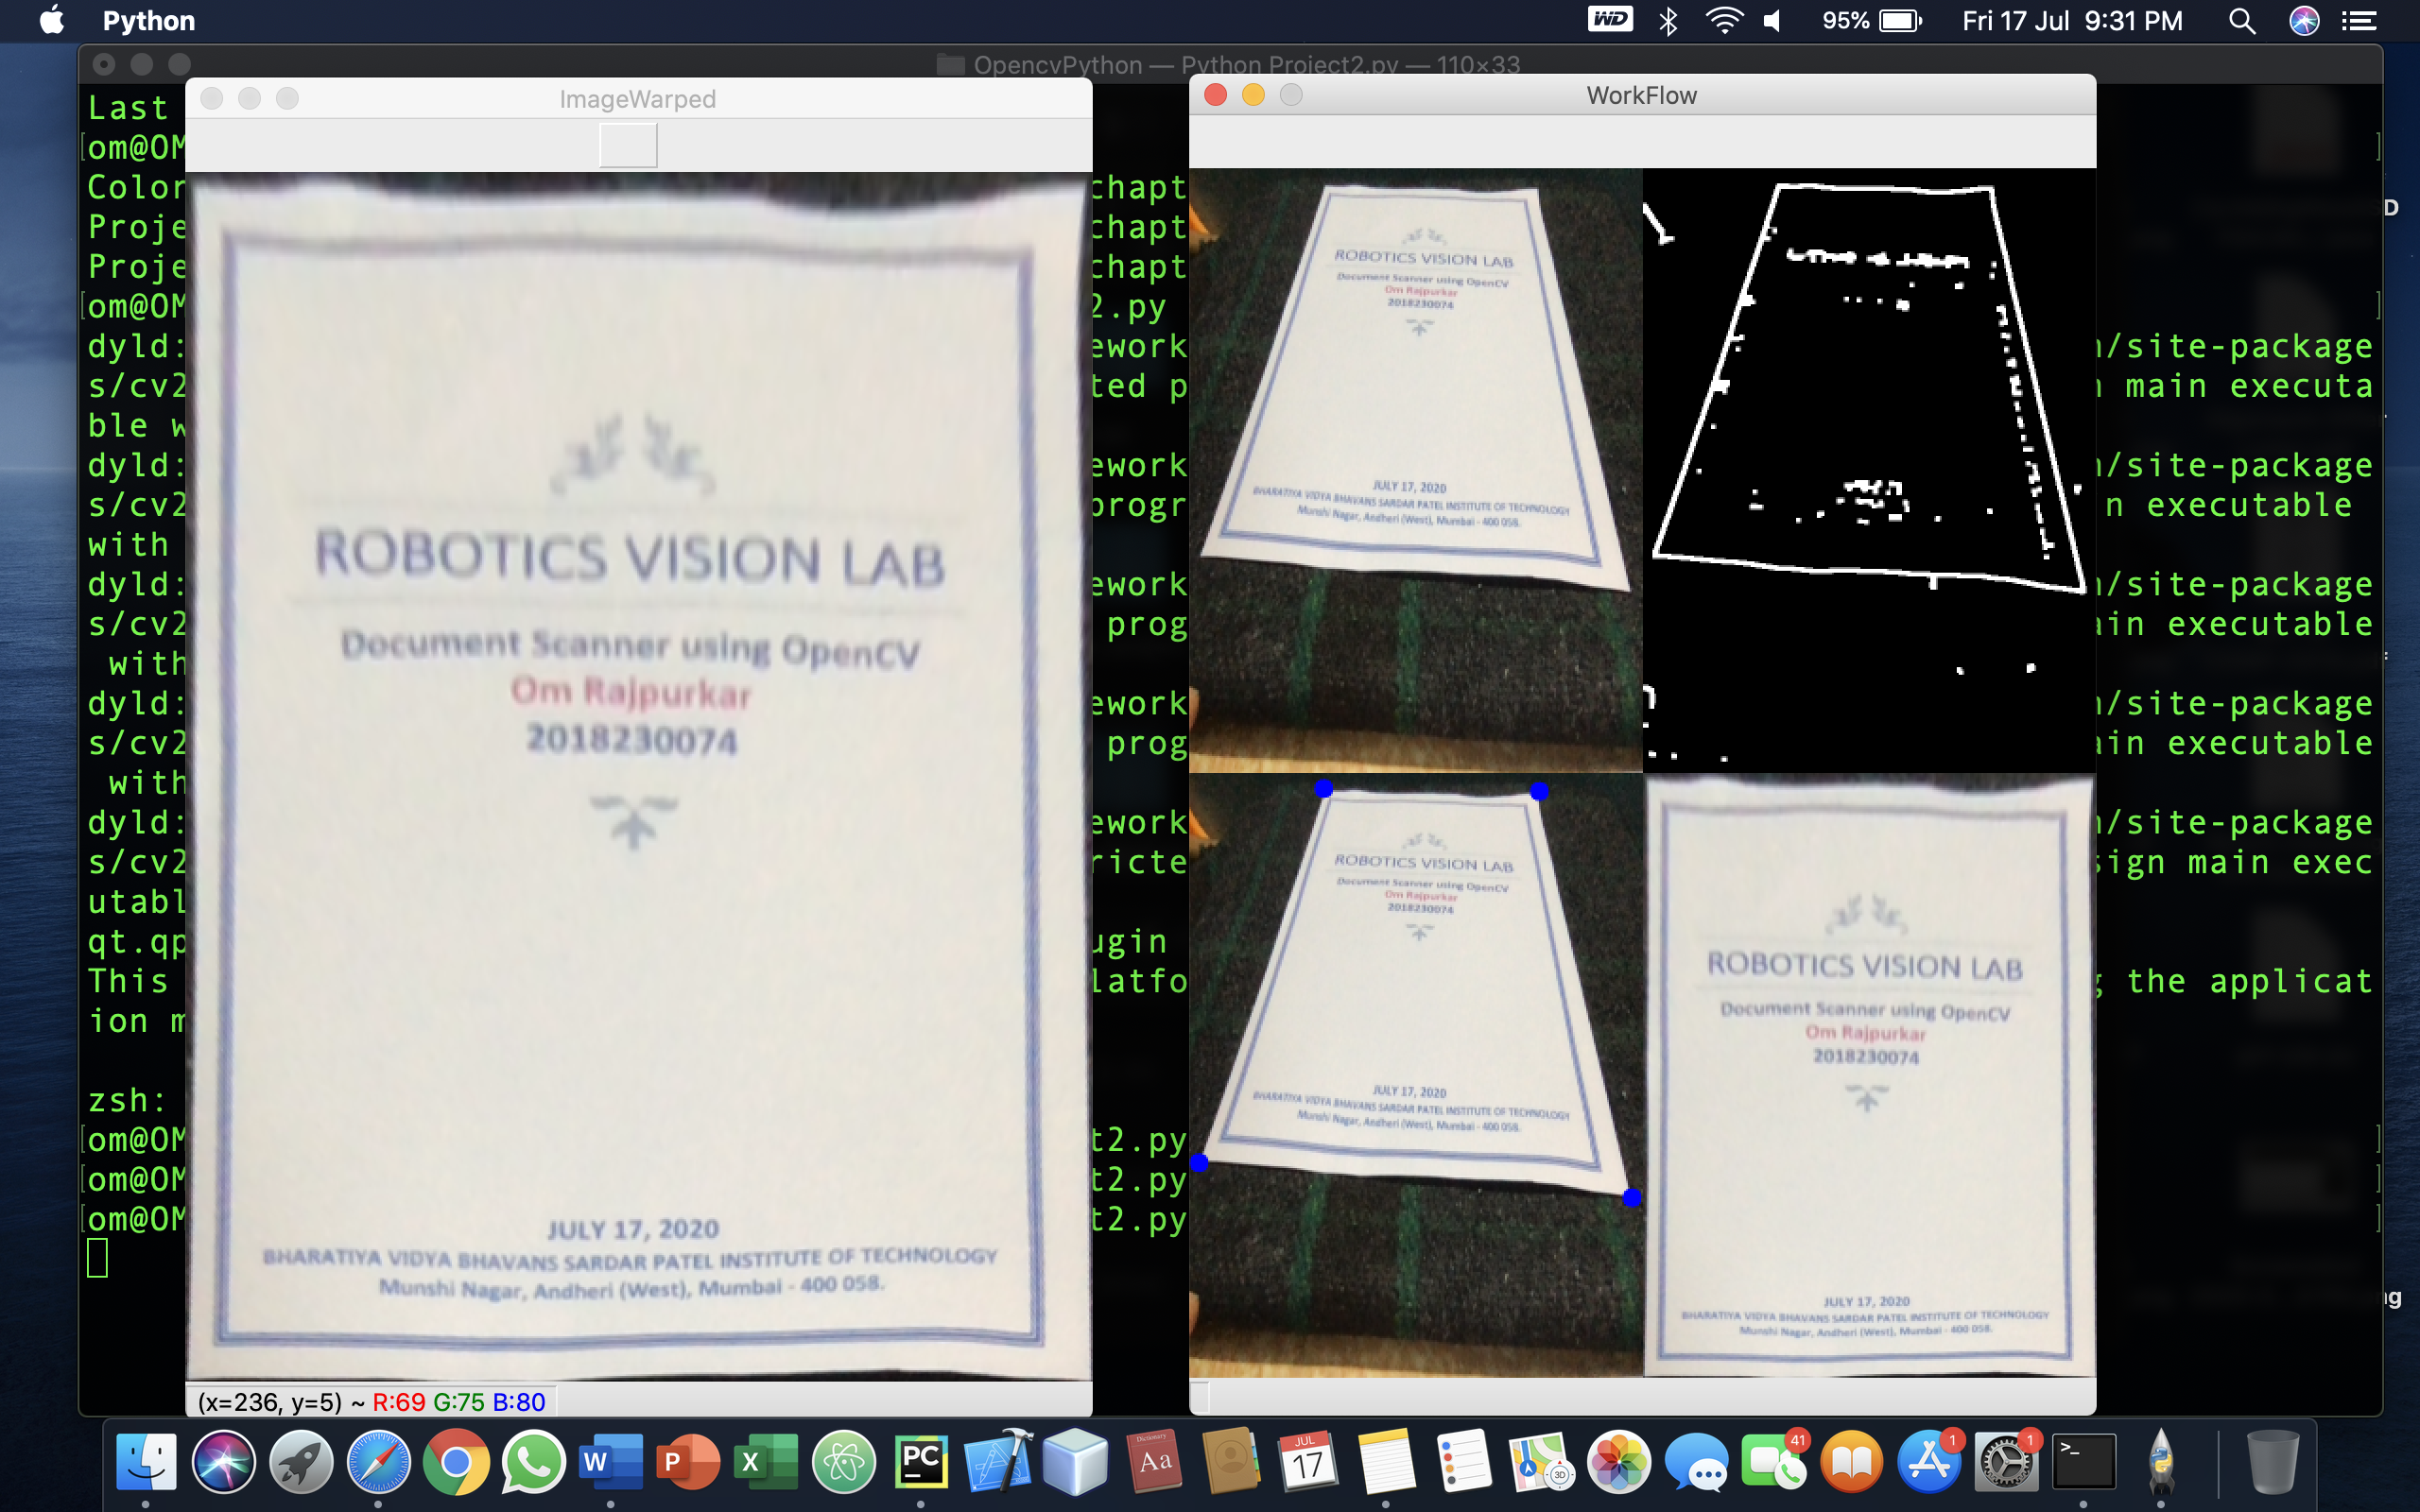 Python
95%
Fri 17 Jul 9:31 PM
OpencvPython — Python Project2.py — 110×33
ImageWarped
WorkFlow
Last
om@OM
Color
chapt
Proje
chapt
Proje
chapt
om@OM
2.py
dyld:
ework
n/site-package
s/cv2
ted p
n main executa
ble w
dyld:
ework
n/site-package
s/cv2
progr
n executable
with
dyld:
ework
n/site-package
s/cv2
prog
ain executable
with
dyld:
ework
n/site-package
s/cv2
prog
ain executable
with
dyld:
ework
n/site-package
s/cv2
ricte
sign main exec
utabl
qt.qp
ugin
This
latfo
g the applicat
ion m
zsh:
om@OM
t2.py
om@OM
t2.py
om@OM
t2.py
ROBOTICS VISION LAB
Document Scanner using OpenCV
Om Rajpurkar
2018230074
JULY 17, 2020
BHARATIYA VIDYA BHAVANS SARDAR PATEL INSTITUTE OF TECHNOLOGY
Munshi Nagar, Andheri (West), Mumbai - 400 058.
(x=236, y=5) ~ R:69 G:75 B:80
ROBOTICS VISION LAB
Document Scanner using OpenCV
Om Rajpurkar
2018230074
JULY 17, 2020
BHARATIYA VIDYA BHAVANS SARDAR PATEL INSTITUTE OF TECHNOLOGY
Munshi Nagar, Andheri (West), Mumbai - 400 058.
ROBOTICS VISION LAB
Document Scanner using OpenCV
Om Rajpurkar
2018230074
JULY 17, 2020
BHARATIYA VIDYA BHAVANS SARDAR PATEL INSTITUTE OF TECHNOLOGY
Munshi Nagar, Andheri (West), Mumbai - 400 058.
ROBOTICS VISION LAB
Document Scanner using OpenCV
Om Rajpurkar
2018230074
JULY 17, 2020
BHARATIYA VIDYA BHAVANS SARDAR PATEL INSTITUTE OF TECHNOLOGY
Munshi Nagar, Andheri (West), Mumbai - 400 058.
D
ng
W
P
X
PC
Dictionary
Aa
JUL
17
3D
41
1
1
>_